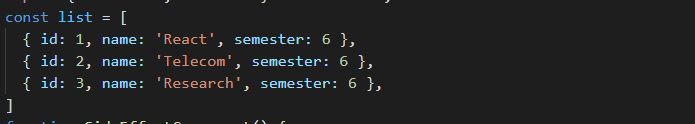 const list = [
{ id: 1, name: 'React', semester: 6 },
{ id: 2, name: 'Telecom', semester: 6 },
{ id: 3, name: 'Research', semester: 6 },
]